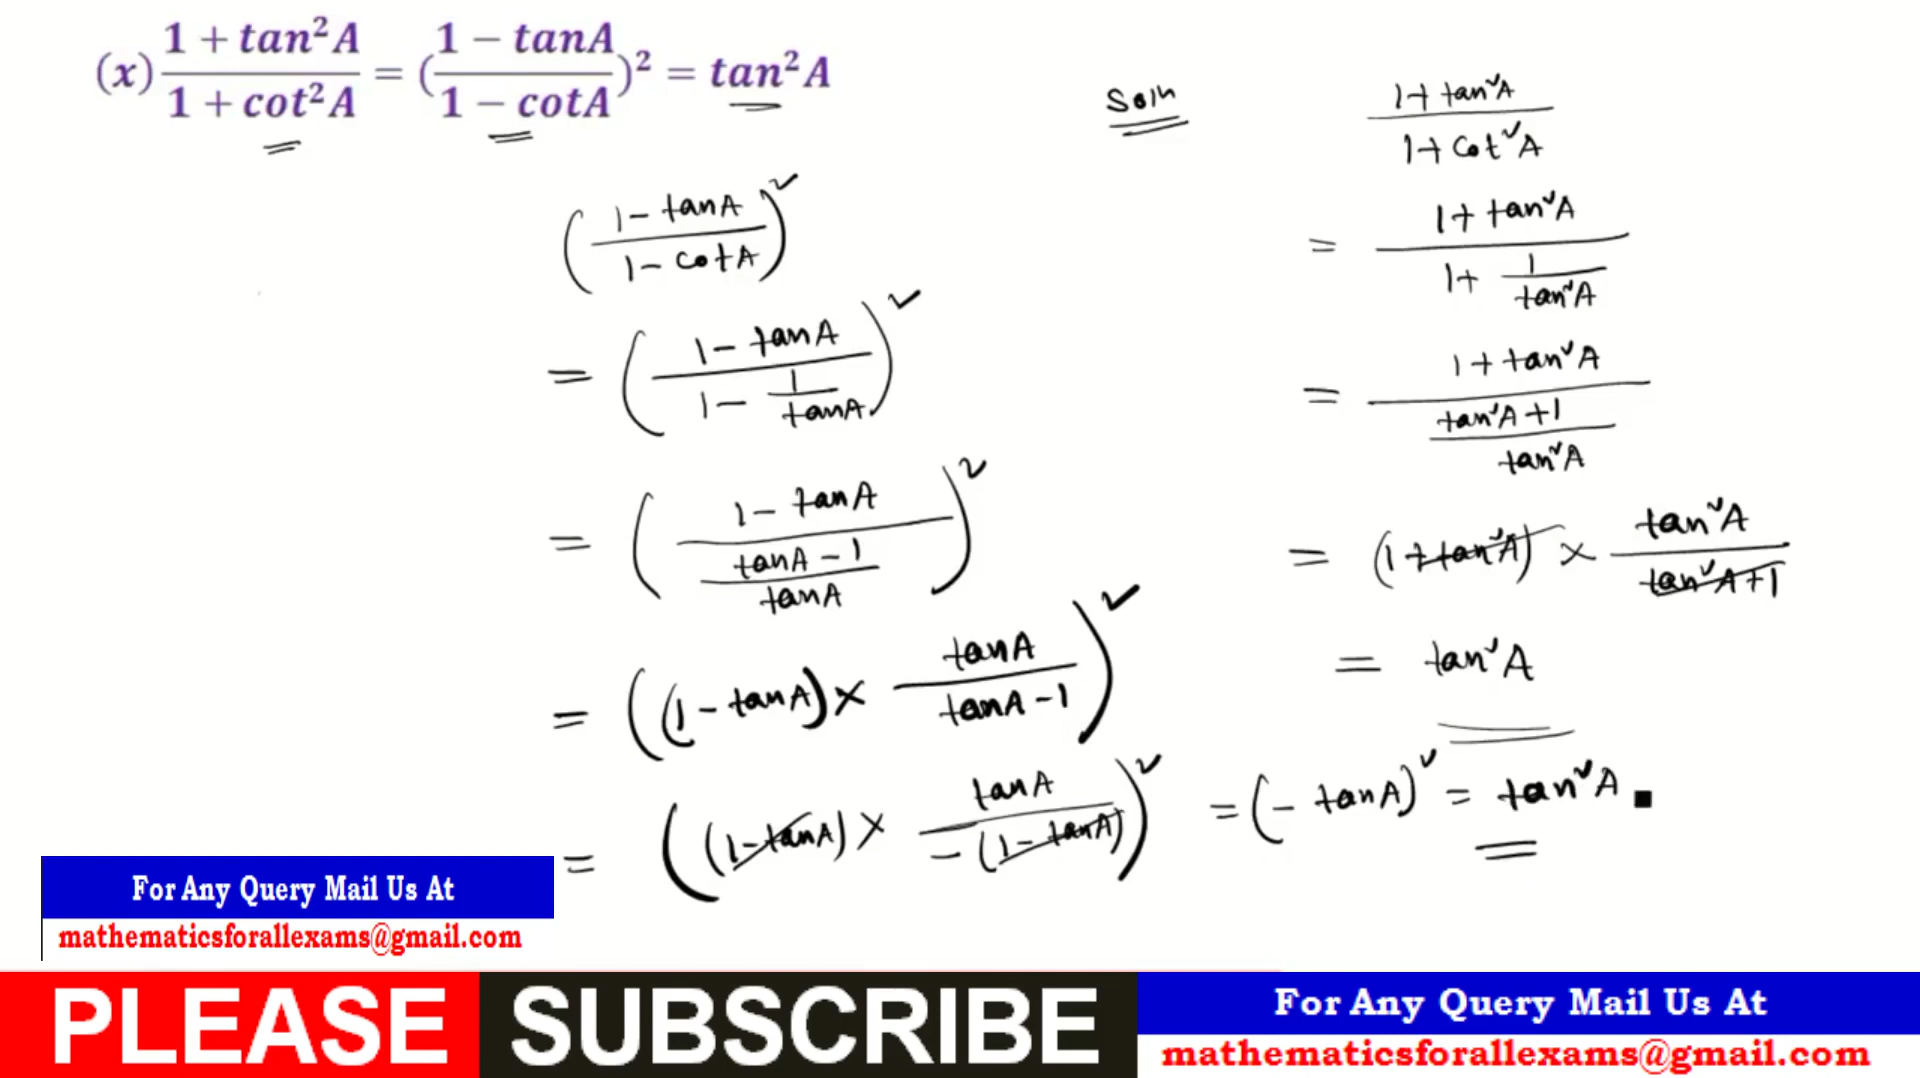 (x) 1 + tan²A / 1 + cot²A = (1 − tanA / 1 − cotA)² = tan²A
Soln
1 + tan²A / 1 + cot²A
= 1 + tan²A / 1 + 1/tan²A
= 1 + tan²A / (tan²A + 1 / tan²A)
= (1 + tan²A) × tan²A / tan²A + 1
= tan²A
(1 − tanA / 1 − cotA)²
= (1 − tanA / 1 − 1/tanA)²
= (1 − tanA / (tanA − 1 / tanA))²
= ((1 − tanA) × tanA / tanA − 1)²
= ((1 − tanA) × tanA / −(1 − tanA))² = (− tanA)² = tan²A
For Any Query Mail Us At
mathematicsforallexams@gmail.com
PLEASE SUBSCRIBE
For Any Query Mail Us At
mathematicsforallexams@gmail.com